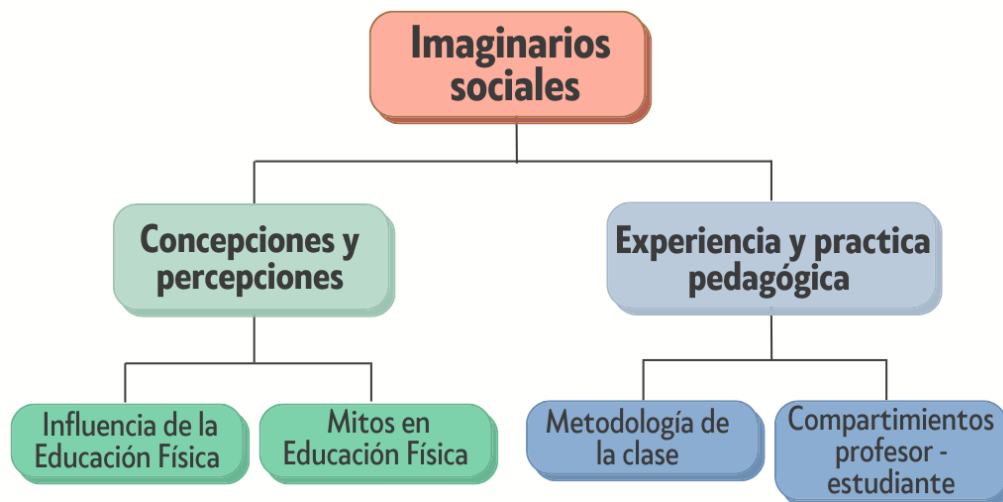 Imaginarios
sociales
Concepciones y
percepciones
Experiencia y practica
pedagógica
Influencia de la
Educación Física
Mitos en
Educación Física
Metodología de
la clase
Compartimientos
profesor -
estudiante